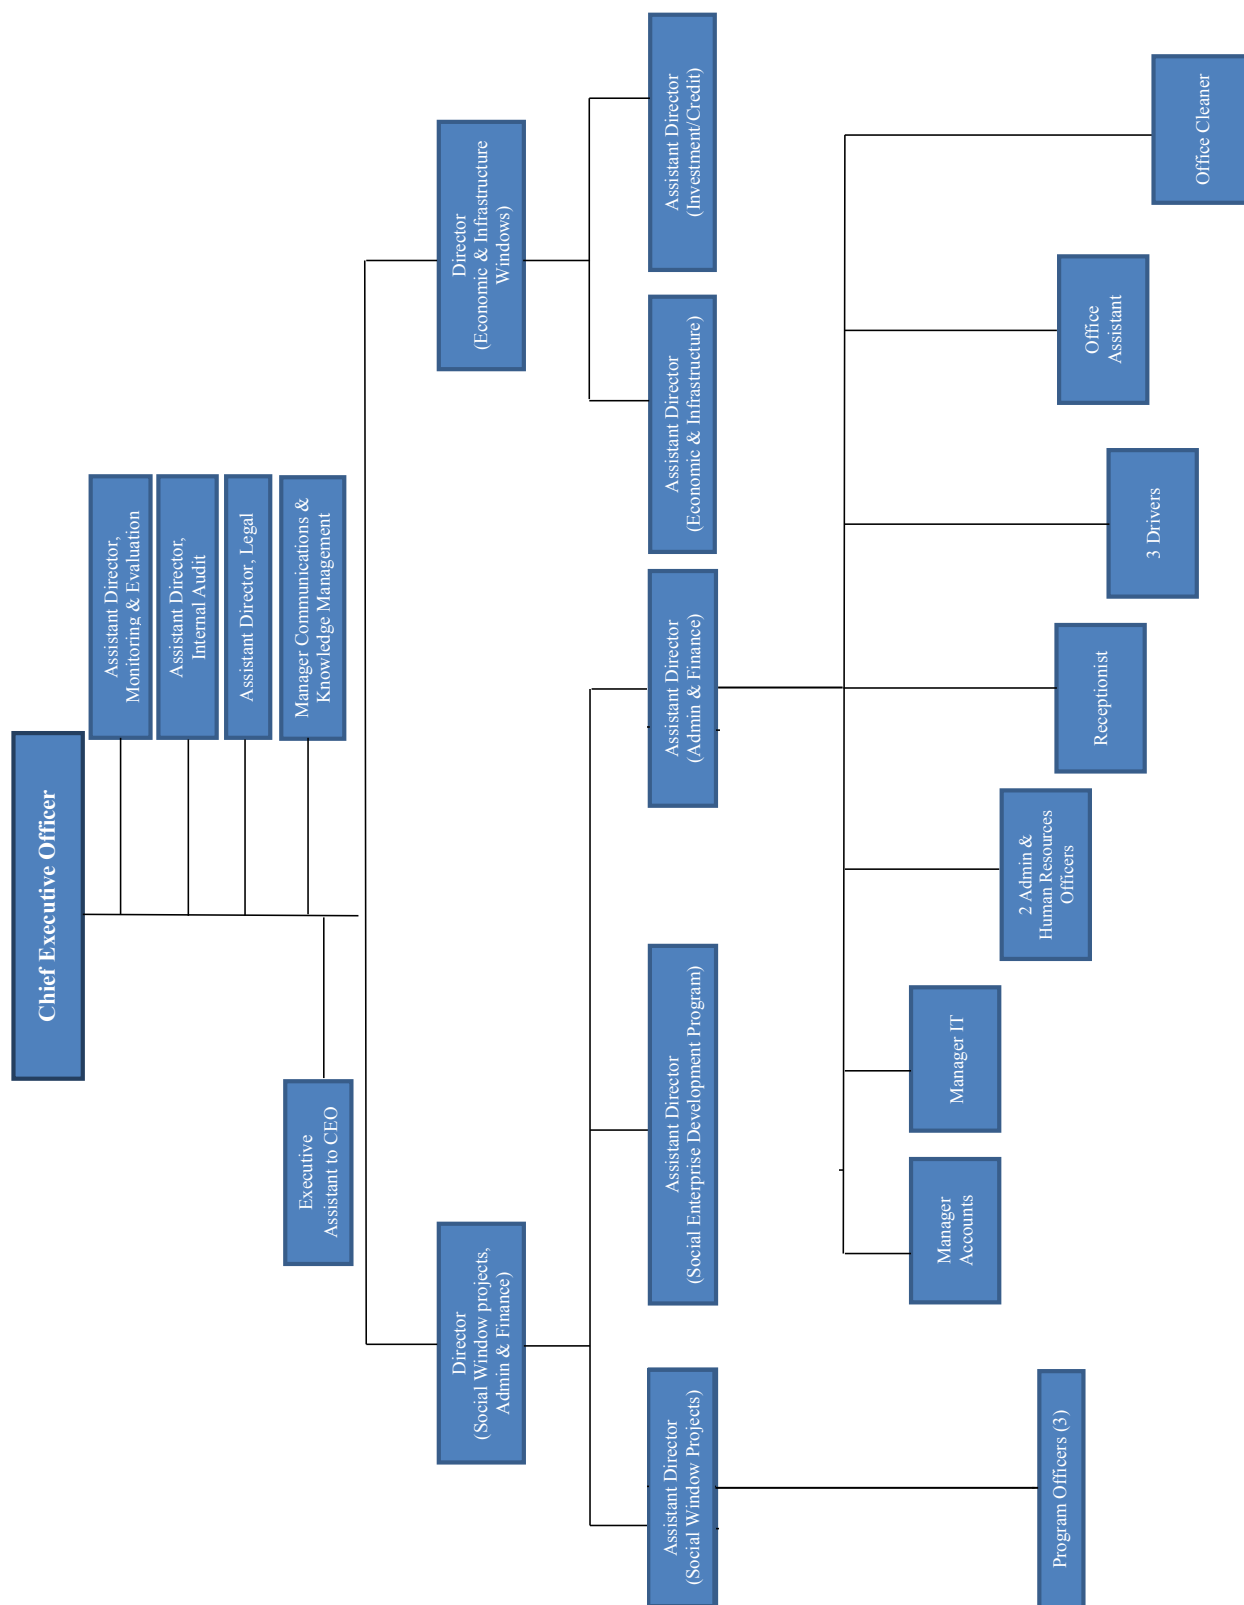 Chief Executive Officer
Assistant Director,
Monitoring & Evaluation
Assistant Director,
Internal Audit
Assistant Director, Legal
Manager Communications &
Knowledge Management
Executive
Assistant to CEO
Director
(Social Window projects,
Admin & Finance)
Director
(Economic & Infrastructure
Windows)
Assistant Director
(Social Window Projects)
Assistant Director
(Social Enterprise Development Program)
Assistant Director
(Admin & Finance)
Assistant Director
(Economic & Infrastructure)
Assistant Director
(Investment/Credit)
Program Officers (3)
Manager
Accounts
Manager IT
2 Admin &
Human Resources
Officers
Receptionist
3 Drivers
Office
Assistant
Office Cleaner